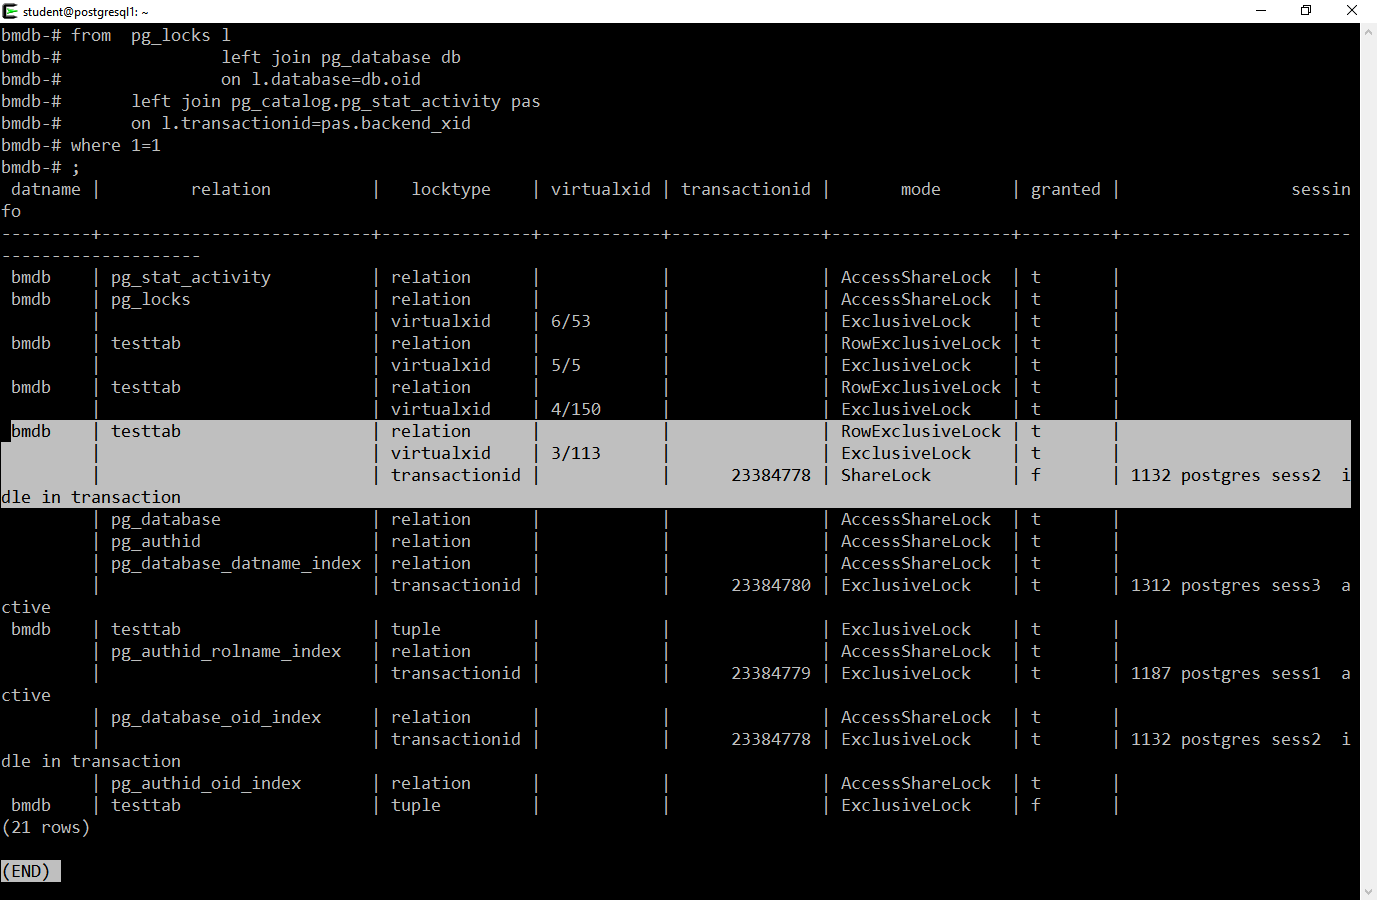 student@postgresql1: ~
bmdb-# from  pg_locks l
bmdb-#                left join pg_database db
bmdb-#                on l.database=db.oid
bmdb-#       left join pg_catalog.pg_stat_activity pas
bmdb-#       on l.transactionid=pas.backend_xid
bmdb-# where 1=1
bmdb-# ;
 datname |         relation          |   locktype    | virtualxid | transactionid |       mode       | granted |                 sessin
fo
---------+---------------------------+---------------+------------+---------------+------------------+---------+-----------------------
--------------------
 bmdb    | pg_stat_activity          | relation      |            |               | AccessShareLock  | t       |
 bmdb    | pg_locks                  | relation      |            |               | AccessShareLock  | t       |
         |                           | virtualxid    | 6/53       |               | ExclusiveLock    | t       |
 bmdb    | testtab                   | relation      |            |               | RowExclusiveLock | t       |
         |                           | virtualxid    | 5/5        |               | ExclusiveLock    | t       |
 bmdb    | testtab                   | relation      |            |               | RowExclusiveLock | t       |
         |                           | virtualxid    | 4/150      |               | ExclusiveLock    | t       |
 bmdb    | testtab                   | relation      |            |               | RowExclusiveLock | t       |
         |                           | virtualxid    | 3/113      |               | ExclusiveLock    | t       |
         |                           | transactionid |            |      23384778 | ShareLock        | f       | 1132 postgres sess2  i
dle in transaction
         | pg_database               | relation      |            |               | AccessShareLock  | t       |
         | pg_authid                 | relation      |            |               | AccessShareLock  | t       |
         | pg_database_datname_index | relation      |            |               | AccessShareLock  | t       |
         |                           | transactionid |            |      23384780 | ExclusiveLock    | t       | 1312 postgres sess3  a
ctive
 bmdb    | testtab                   | tuple         |            |               | ExclusiveLock    | t       |
         | pg_authid_rolname_index   | relation      |            |               | AccessShareLock  | t       |
         |                           | transactionid |            |      23384779 | ExclusiveLock    | t       | 1187 postgres sess1  a
ctive
         | pg_database_oid_index     | relation      |            |               | AccessShareLock  | t       |
         |                           | transactionid |            |      23384778 | ExclusiveLock    | t       | 1132 postgres sess2  i
dle in transaction
         | pg_authid_oid_index       | relation      |            |               | AccessShareLock  | t       |
 bmdb    | testtab                   | tuple         |            |               | ExclusiveLock    | f       |
(21 rows)
(END)